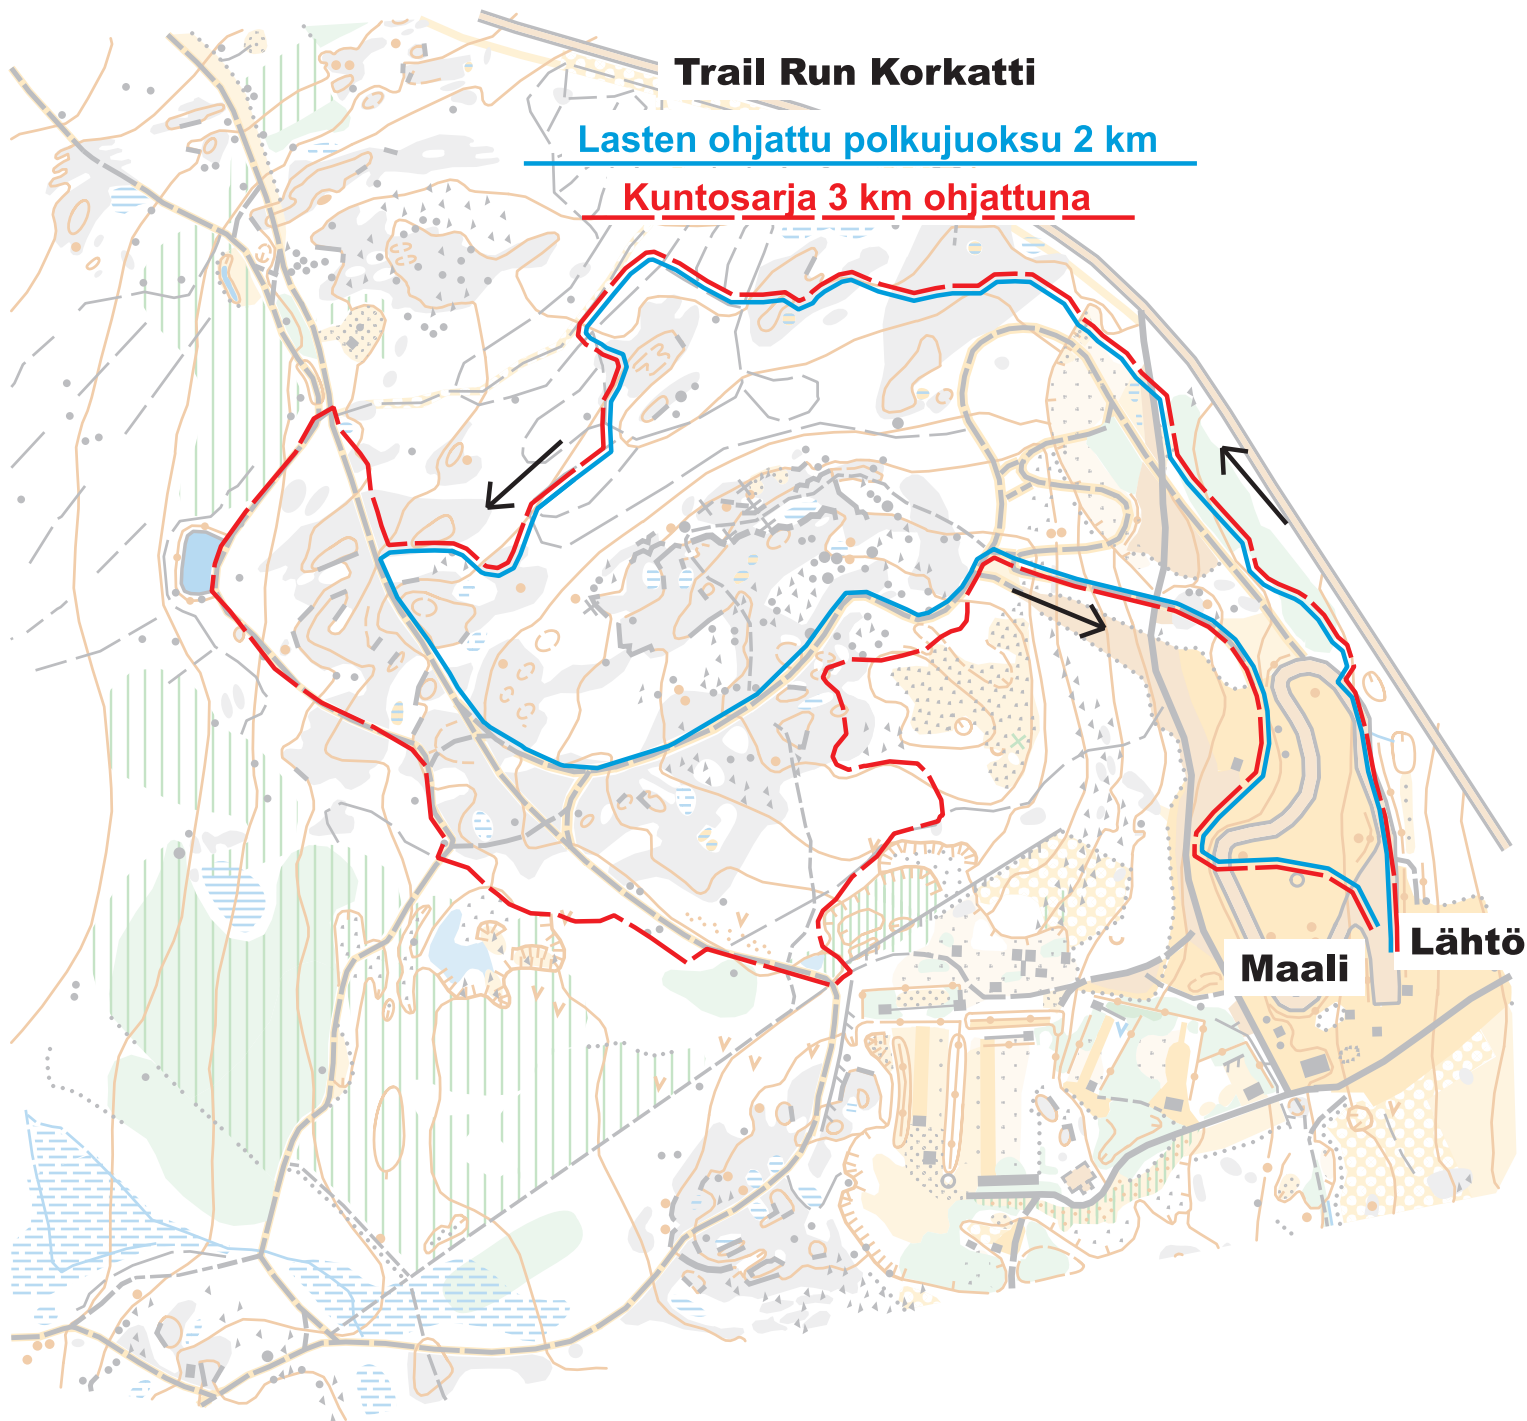 Trail Run Korkatti
Lasten ohjattu polkujuoksu 2 km
Kuntosarja 3 km ohjattuna
Lähtö
Maali